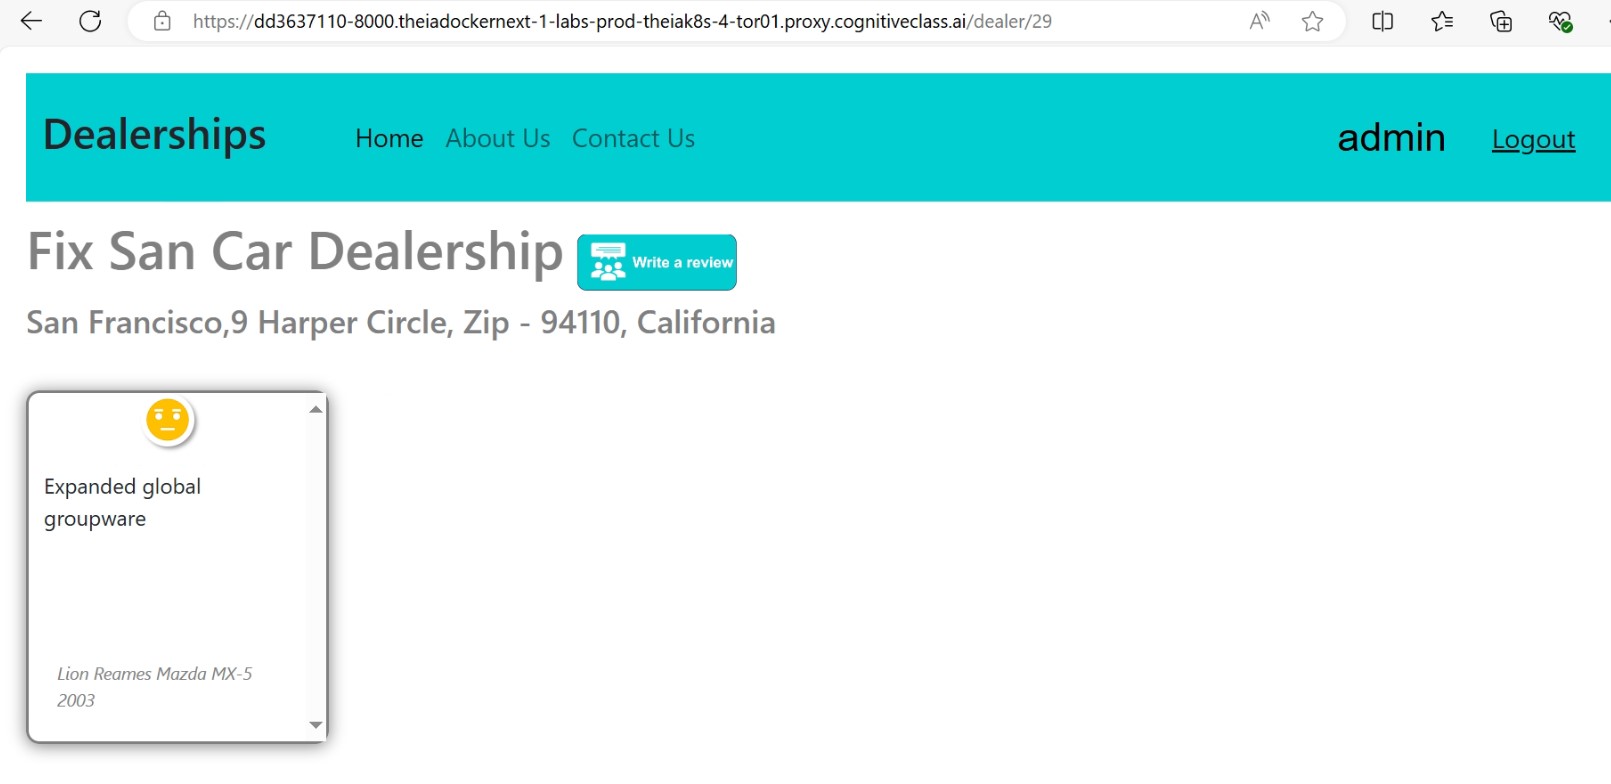 https://dd3637110-8000.theiadockernext-1-labs-prod-theiak8s-4-tor01.proxy.cognitiveclass.ai/dealer/29
Dealerships Home About Us Contact Us admin Logout
Fix San Car Dealership Write a review
San Francisco,9 Harper Circle, Zip - 94110, California
Expanded global
groupware
Lion Reames Mazda MX-5
2003